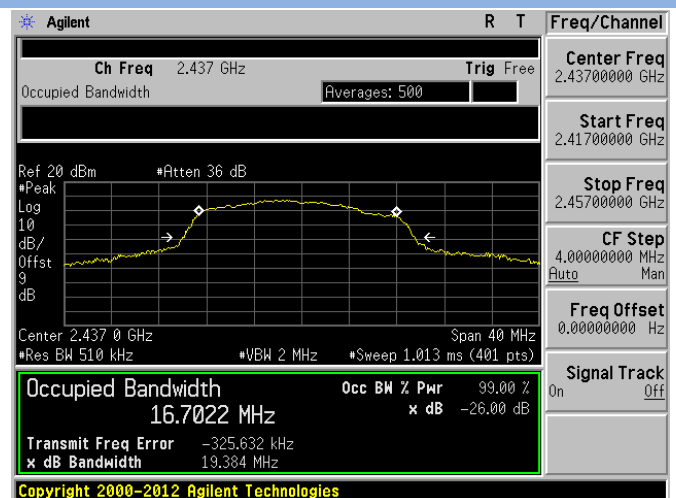 Agilent R T
Ch Freq 2.437 GHz Trig Free
Occupied Bandwidth Averages: 500
Ref 20 dBm #Atten 36 dB
#Peak
Log
10
dB/
Offst
9
dB
Center 2.437 0 GHz Span 40 MHz
#Res BW 510 kHz #VBW 2 MHz #Sweep 1.013 ms (401 pts)
Occupied Bandwidth Occ BW % Pwr 99.00 %
16.7022 MHz x dB -26.00 dB
Transmit Freq Error -325.632 kHz
x dB Bandwidth 19.384 MHz
Copyright 2000-2012 Agilent Technologies
Freq/Channel
Center Freq
2.43700000 GHz
Start Freq
2.41700000 GHz
Stop Freq
2.45700000 GHz
CF Step
4.00000000 MHz
Auto Man
Freq Offset
0.00000000 Hz
Signal Track
On Off